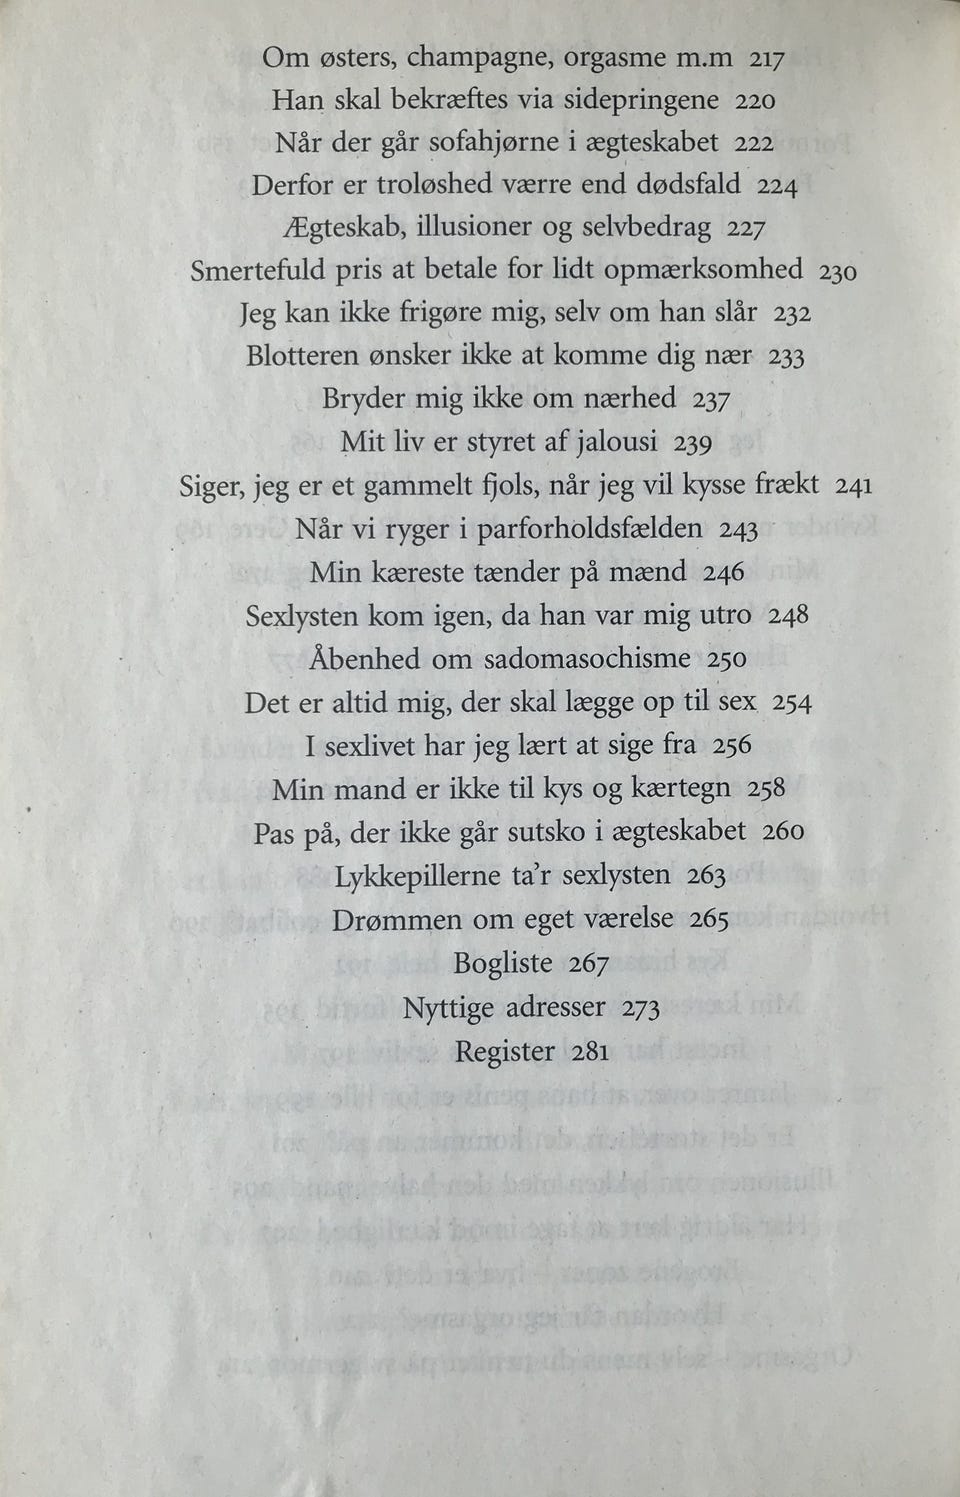 Om østers, champagne, orgasme m.m 217
Han skal bekræftes via sidepringene 220
Når der går sofahjørne i ægteskabet 222
Derfor er troløshed værre end dødsfald 224
Ægteskab, illusioner og selvbedrag 227
Smertefuld pris at betale for lidt opmærksomhed 230
Jeg kan ikke frigøre mig, selv om han slår 232
Blotteren ønsker ikke at komme dig nær 233
Bryder mig ikke om nærhed 237
Mit liv er styret af jalousi 239
Siger, jeg er et gammelt fjols, når jeg vil kysse frækt 241
Når vi ryger i parforholdsfælden 243
Min kæreste tænder på mænd 246
Sexlysten kom igen, da han var mig utro 248
Åbenhed om sadomasochisme 250
Det er altid mig, der skal lægge op til sex 254
I sexlivet har jeg lært at sige fra 256
Min mand er ikke til kys og kærtegn 258
Pas på, der ikke går sutsko i ægteskabet 260
Lykkepillerne ta'r sexlysten 263
Drømmen om eget værelse 265
Bogliste 267
Nyttige adresser 273
Register 281